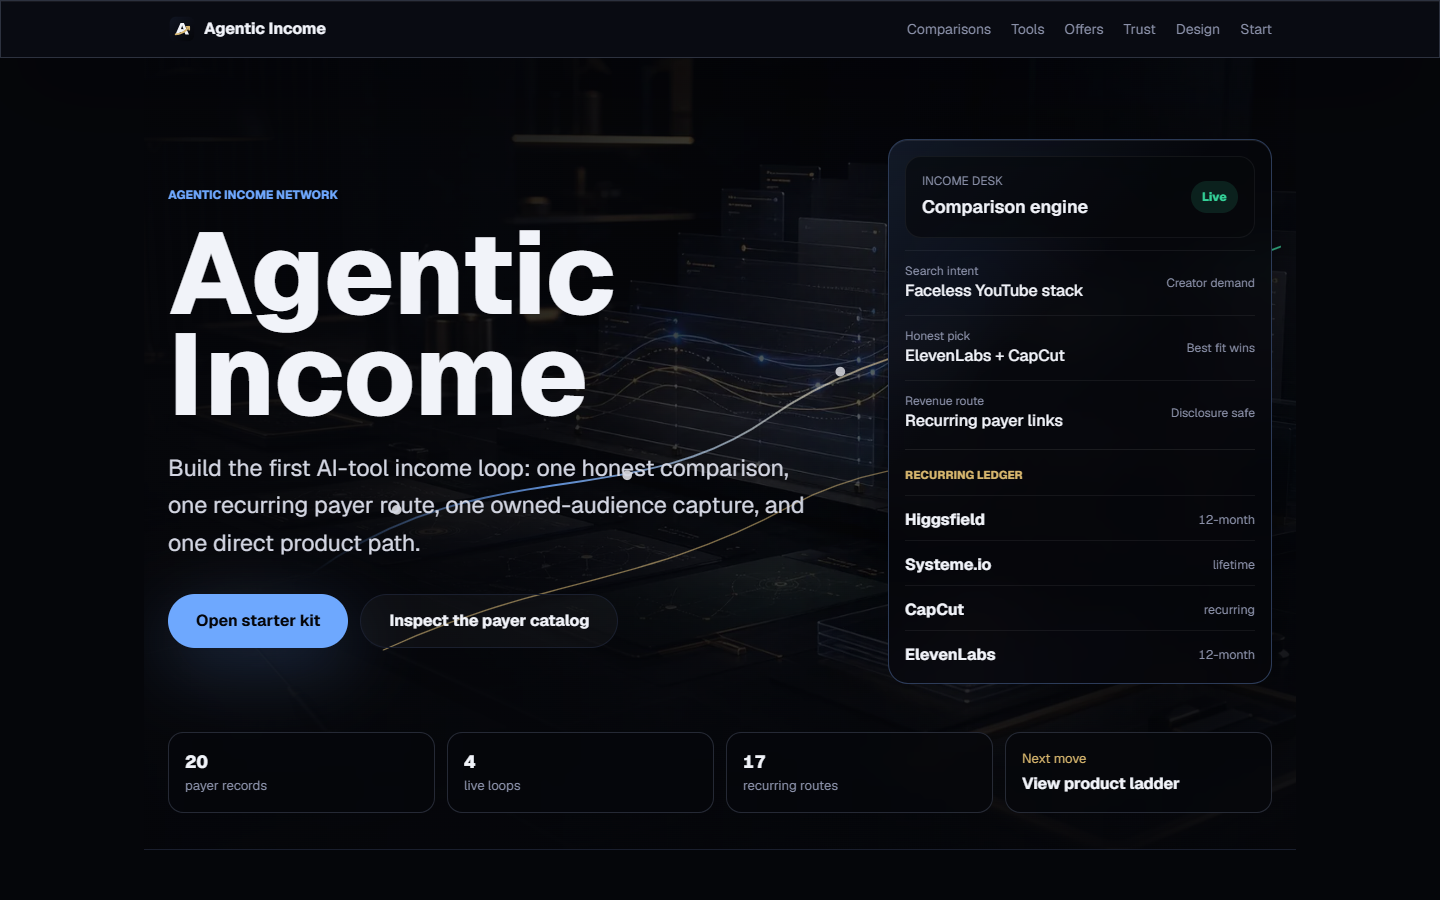 Agentic Income
Comparisons
Tools
Offers
Trust
Design
Start
AGENTIC INCOME NETWORK
Agentic
Income
Build the first AI-tool income loop: one honest comparison,
one recurring payer route, one owned-audience capture, and
one direct product path.
Open starter kit
Inspect the payer catalog
INCOME DESK
Comparison engine
Live
Search intent
Faceless YouTube stack
Creator demand
Honest pick
ElevenLabs + CapCut
Best fit wins
Revenue route
Recurring payer links
Disclosure safe
RECURRING LEDGER
Higgsfield
12-month
Systeme.io
lifetime
CapCut
recurring
ElevenLabs
12-month
20
payer records
4
live loops
17
recurring routes
Next move
View product ladder